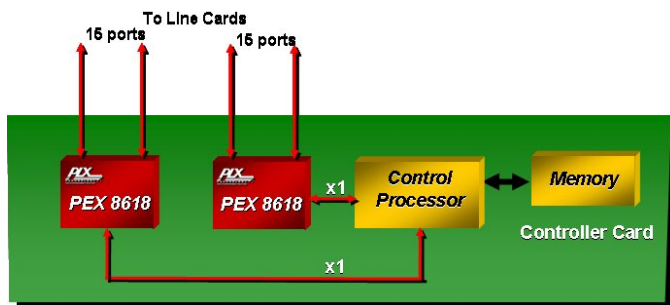 To Line Cards
15 ports
15 ports
PLX
PEX 8618
PLX
PEX 8618
x1
Control
Processor
Memory
Controller Card
x1